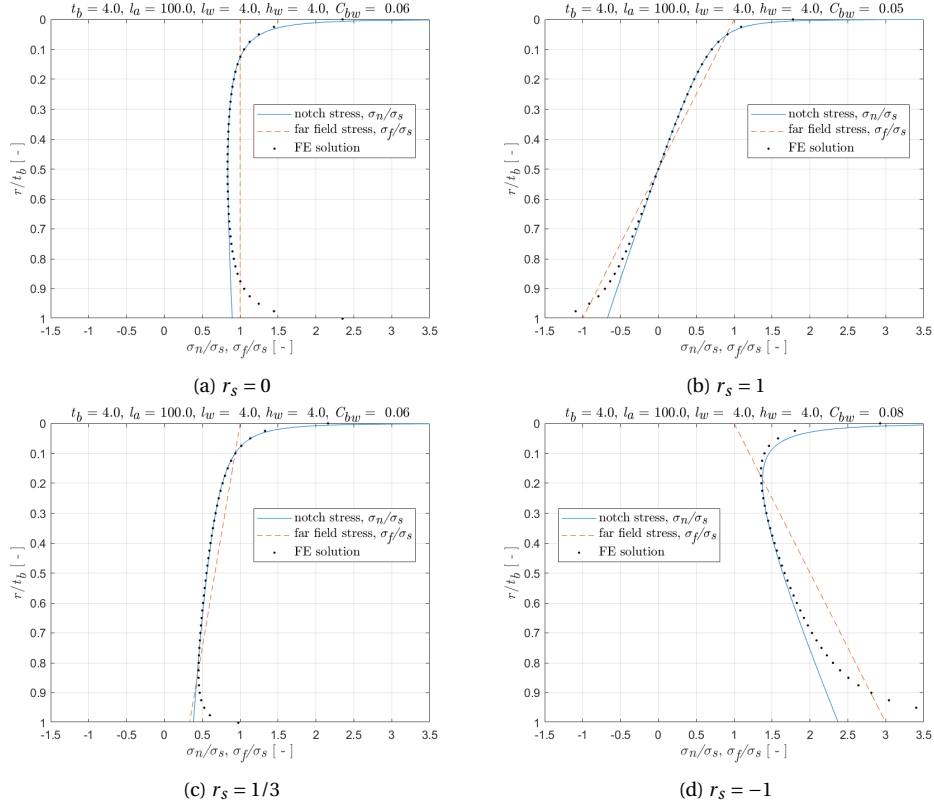 t_b = 4.0, l_a = 100.0, l_w = 4.0, h_w = 4.0, C_bw = 0.06
0
0.1
0.2
0.3
0.4
0.5
0.6
0.7
0.8
0.9
1
r/t_b [ - ]
notch stress, σ_n/σ_s
far field stress, σ_f/σ_s
FE solution
-1.5 -1 -0.5 0 0.5 1 1.5 2 2.5 3 3.5
σ_n/σ_s, σ_f/σ_s [ - ]
(a) r_s = 0
t_b = 4.0, l_a = 100.0, l_w = 4.0, h_w = 4.0, C_bw = 0.05
0
0.1
0.2
0.3
0.4
0.5
0.6
0.7
0.8
0.9
1
r/t_b [ - ]
notch stress, σ_n/σ_s
far field stress, σ_f/σ_s
FE solution
-1.5 -1 -0.5 0 0.5 1 1.5 2 2.5 3 3.5
σ_n/σ_s, σ_f/σ_s [ - ]
(b) r_s = 1
t_b = 4.0, l_a = 100.0, l_w = 4.0, h_w = 4.0, C_bw = 0.06
0
0.1
0.2
0.3
0.4
0.5
0.6
0.7
0.8
0.9
1
r/t_b [ - ]
notch stress, σ_n/σ_s
far field stress, σ_f/σ_s
FE solution
-1.5 -1 -0.5 0 0.5 1 1.5 2 2.5 3 3.5
σ_n/σ_s, σ_f/σ_s [ - ]
(c) r_s = 1/3
t_b = 4.0, l_a = 100.0, l_w = 4.0, h_w = 4.0, C_bw = 0.08
0
0.1
0.2
0.3
0.4
0.5
0.6
0.7
0.8
0.9
1
r/t_b [ - ]
notch stress, σ_n/σ_s
far field stress, σ_f/σ_s
FE solution
-1.5 -1 -0.5 0 0.5 1 1.5 2 2.5 3 3.5
σ_n/σ_s, σ_f/σ_s [ - ]
(d) r_s = −1